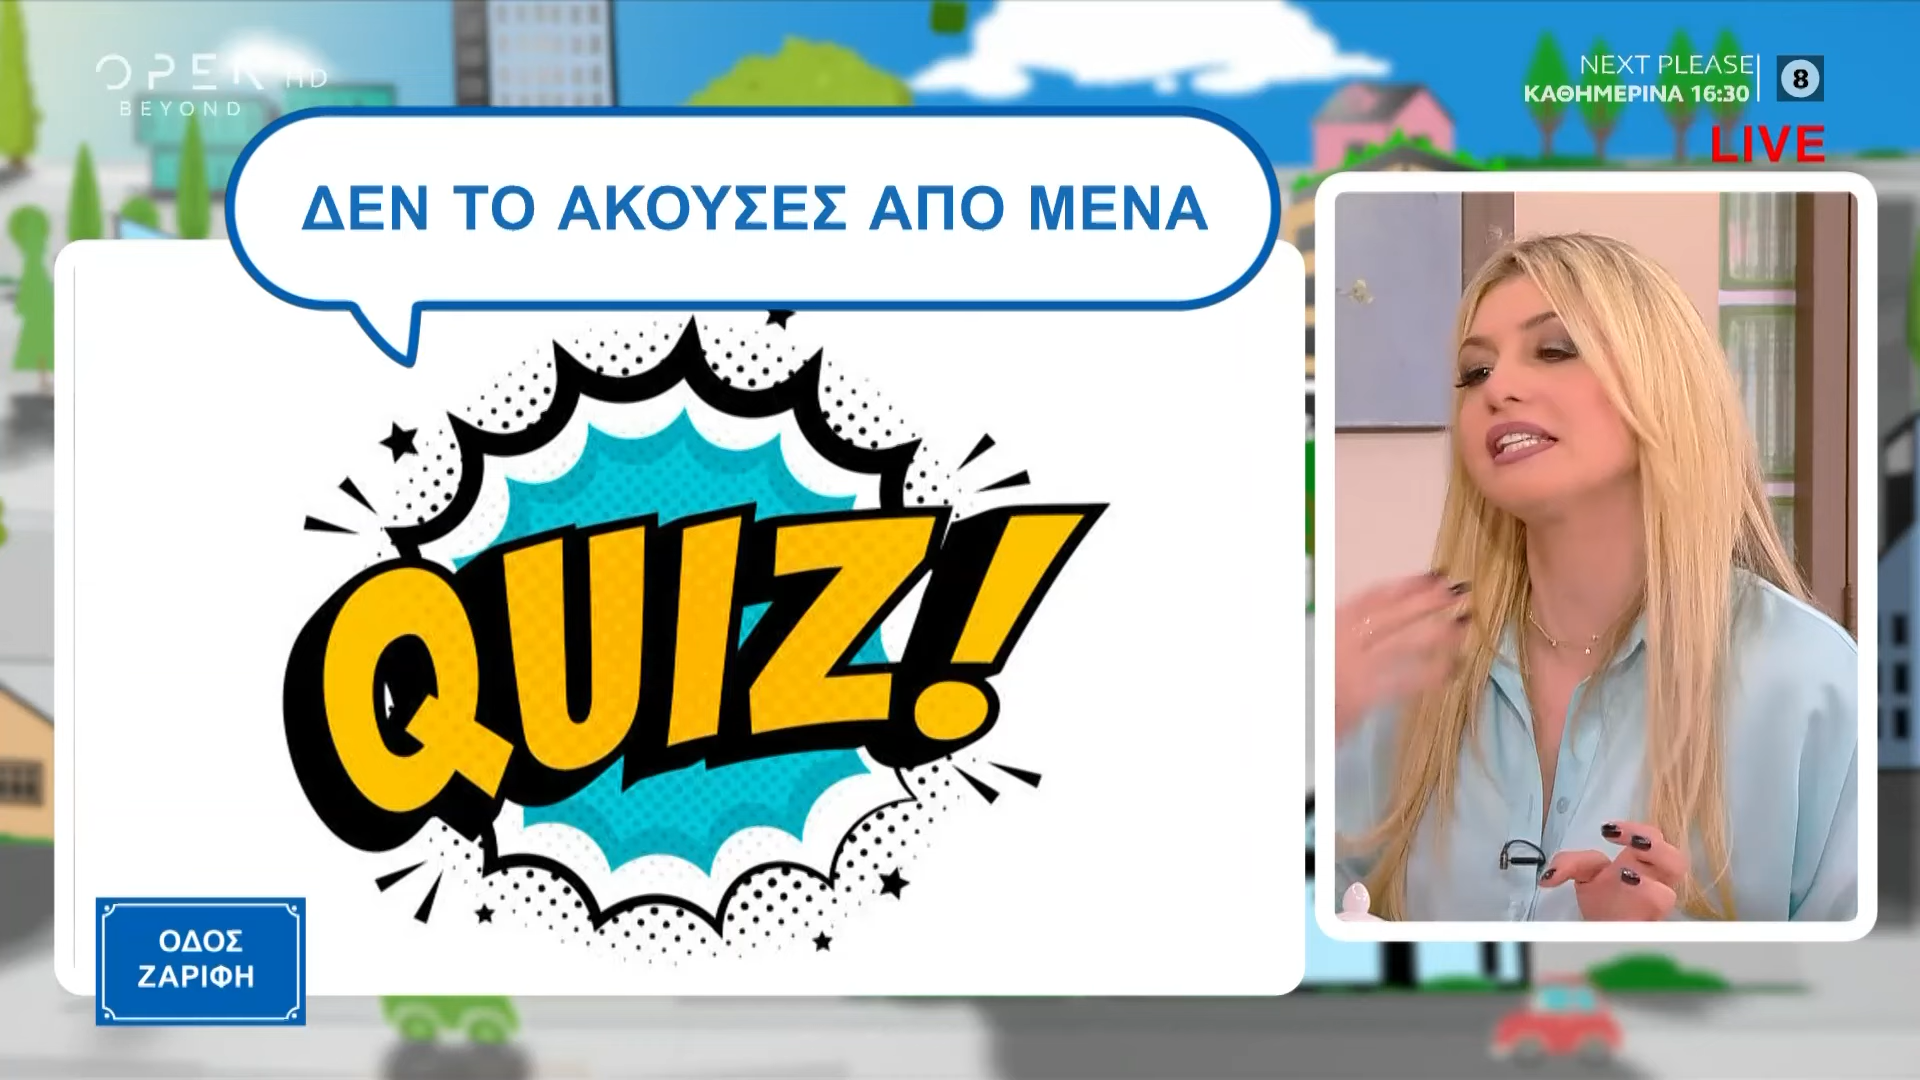 OPEN HD
BEYOND
NEXT PLEASE
ΚΑΘΗΜΕΡΙΝΑ 16:30
8
LIVE
ΔΕΝ ΤΟ ΑΚΟΥΣΕΣ ΑΠΟ ΜΕΝΑ
QUIZ!
ΟΔΟΣ
ΖΑΡΙΦΗ